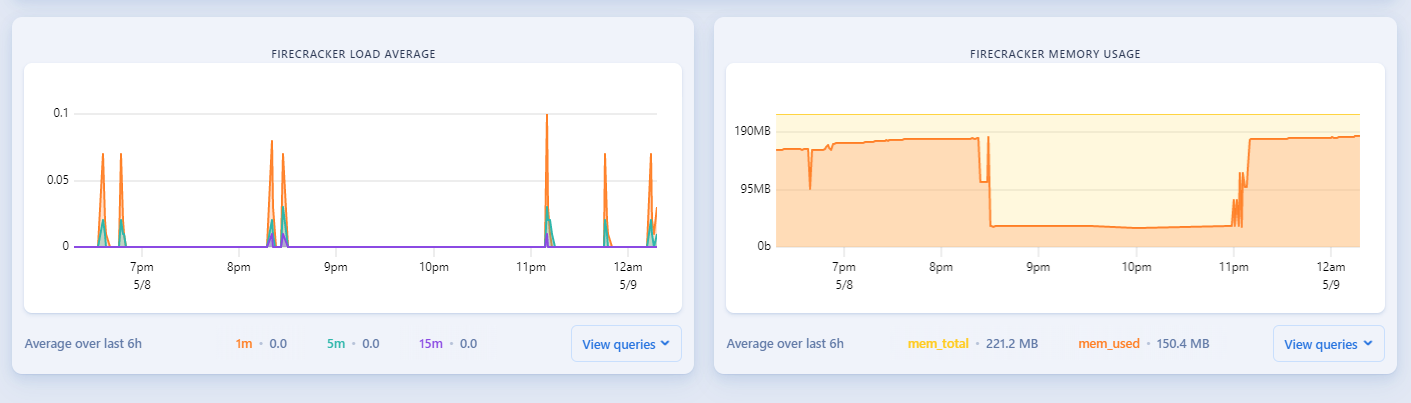 FIRECRACKER LOAD AVERAGE
0.1
0.05
0
7pm 8pm 9pm 10pm 11pm 12am
5/8 5/9
Average over last 6h 1m • 0.0 5m • 0.0 15m • 0.0 View queries
FIRECRACKER MEMORY USAGE
190MB
95MB
0b
7pm 8pm 9pm 10pm 11pm 12am
5/8 5/9
Average over last 6h mem_total • 221.2 MB mem_used • 150.4 MB View queries